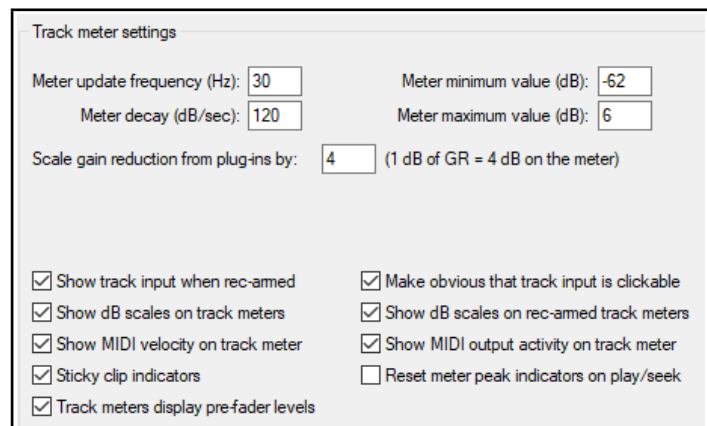 Track meter settings
Meter update frequency (Hz): 30 Meter minimum value (dB): -62
Meter decay (dB/sec): 120 Meter maximum value (dB): 6
Scale gain reduction from plug-ins by: 4 (1 dB of GR = 4 dB on the meter)
Show track input when rec-armed Make obvious that track input is clickable
Show dB scales on track meters Show dB scales on rec-armed track meters
Show MIDI velocity on track meter Show MIDI output activity on track meter
Sticky clip indicators Reset meter peak indicators on play/seek
Track meters display pre-fader levels